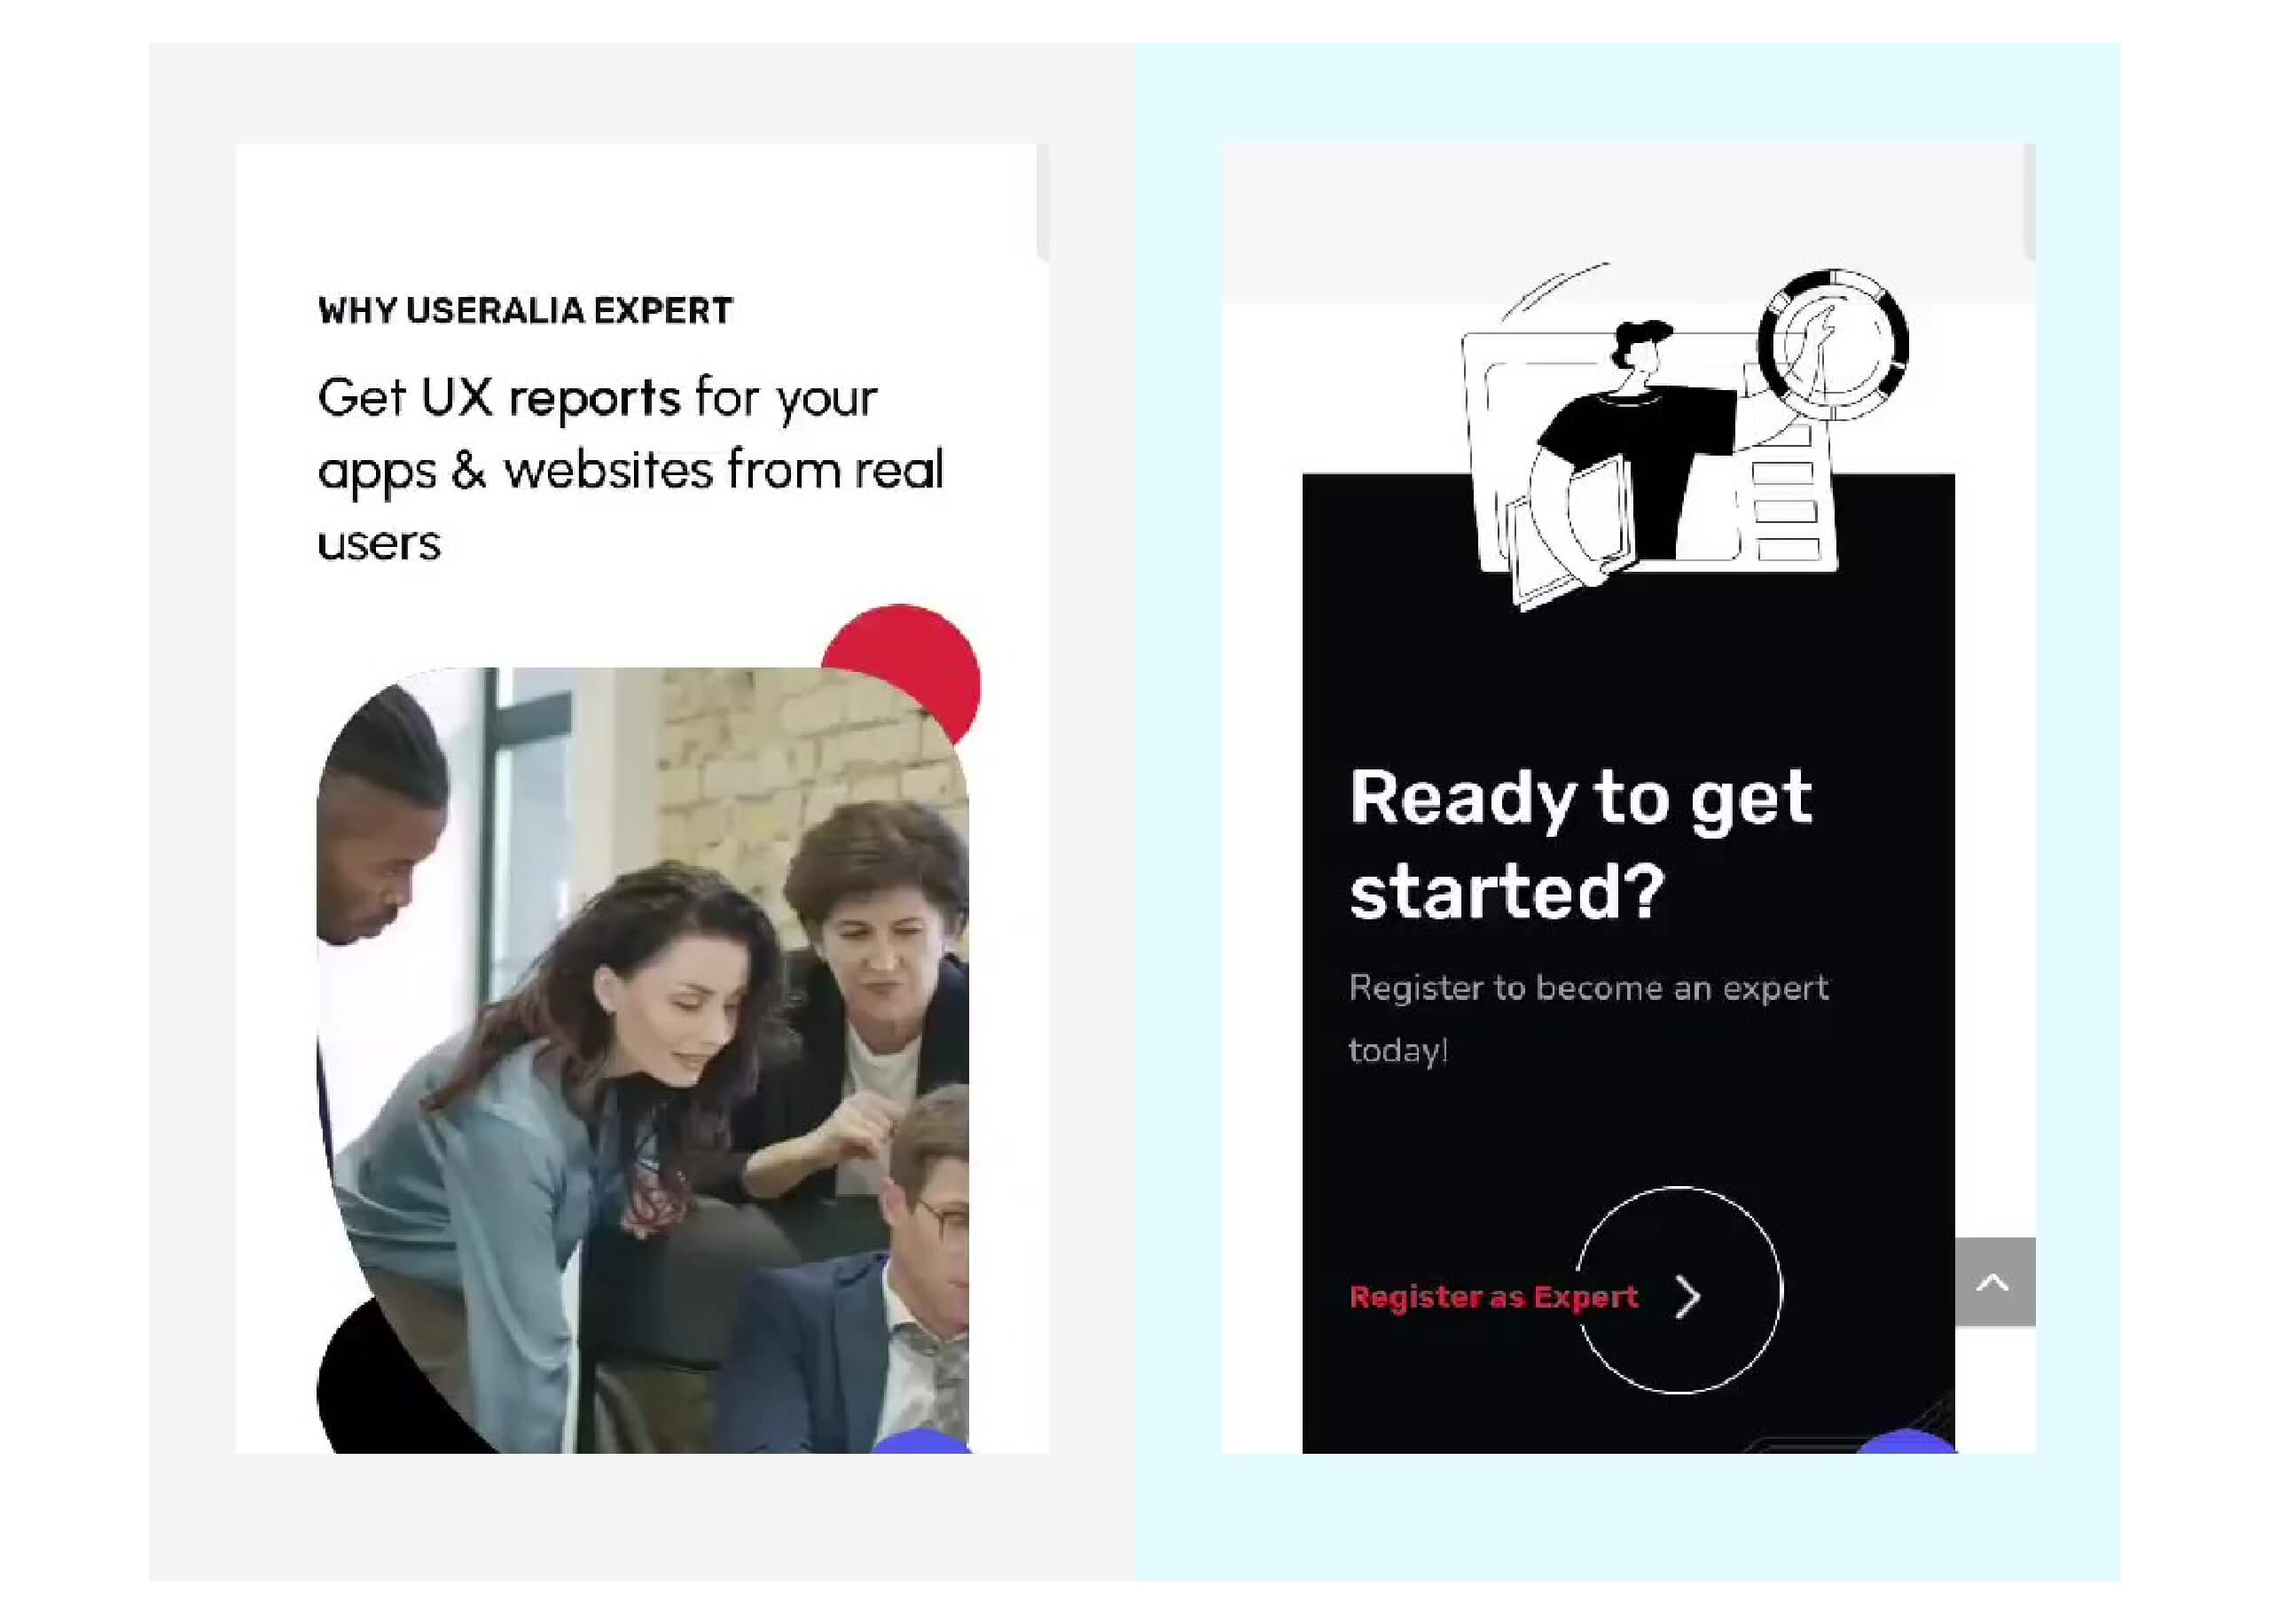 WHY USERALIA EXPERT
Get UX reports for your
apps & websites from real
users
Ready to get
started?
Register to become an expert
today!
Register as Expert